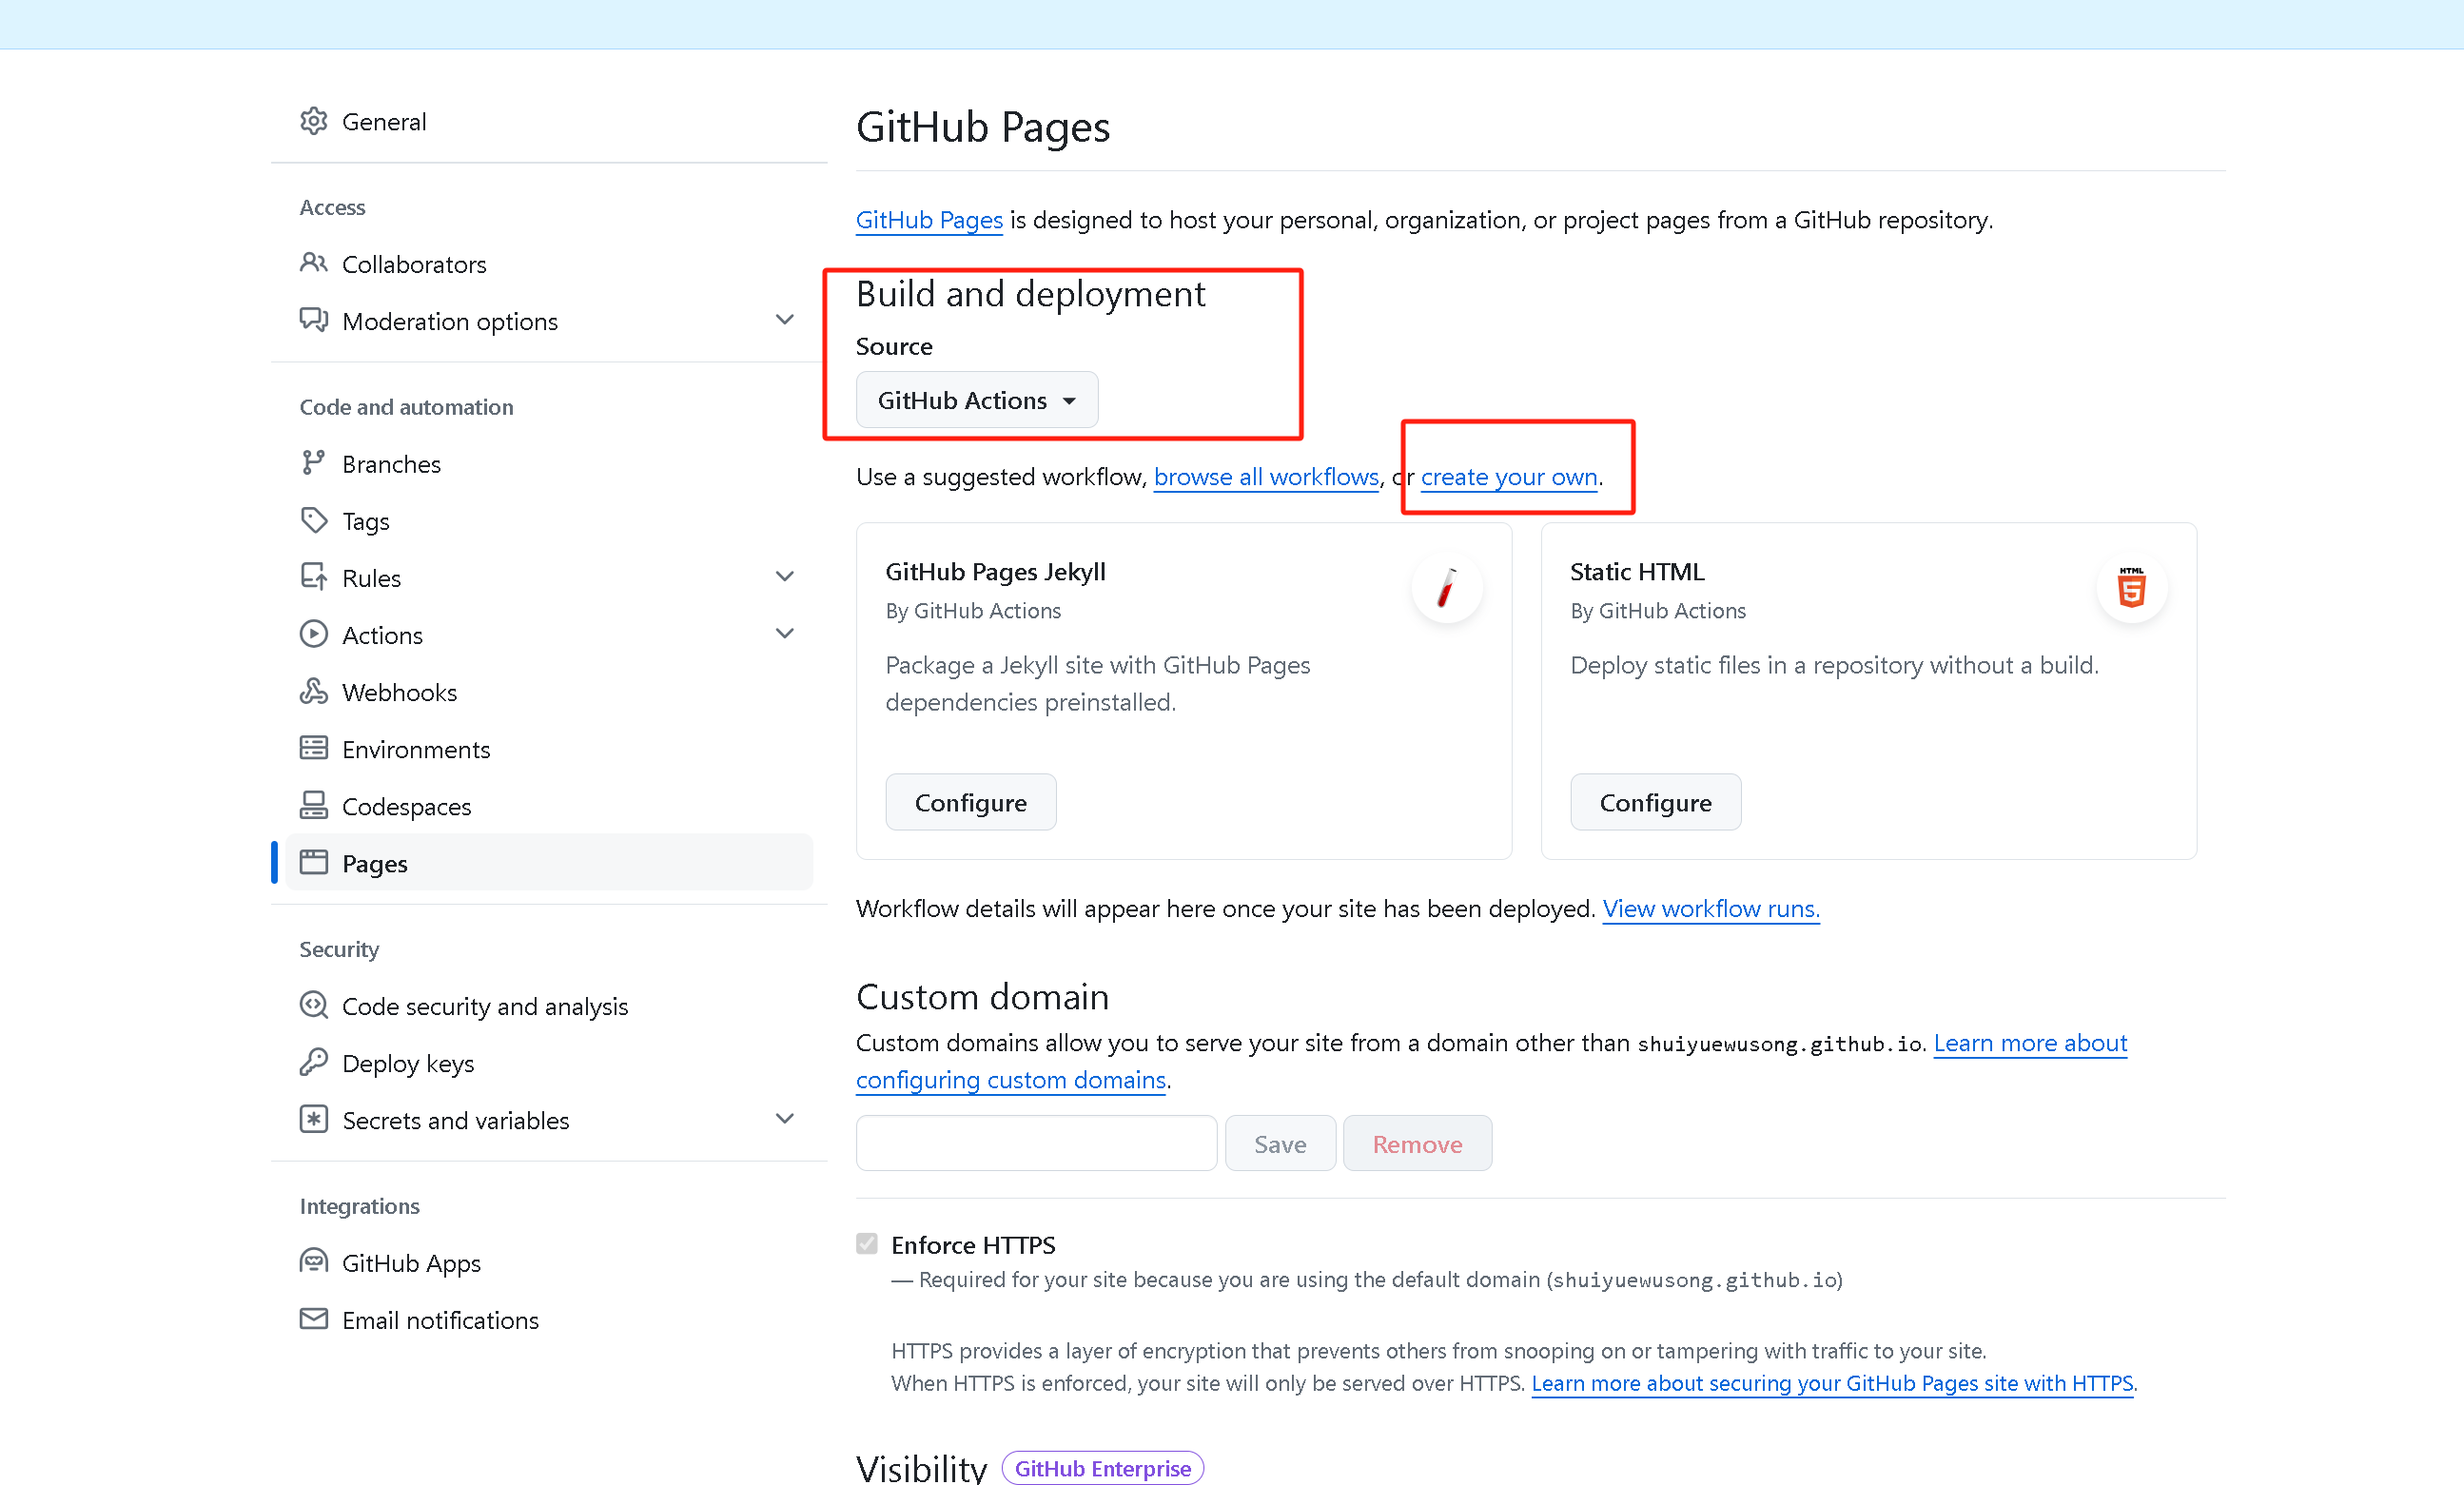 General
Access
Collaborators
Moderation options
Code and automation
Branches
Tags
Rules
Actions
Webhooks
Environments
Codespaces
Pages
Security
Code security and analysis
Deploy keys
Secrets and variables
Integrations
GitHub Apps
Email notifications
GitHub Pages
GitHub Pages is designed to host your personal, organization, or project pages from a GitHub repository.
Build and deployment
Source
GitHub Actions
Use a suggested workflow, browse all workflows, or create your own.
GitHub Pages Jekyll
By GitHub Actions
Package a Jekyll site with GitHub Pages
dependencies preinstalled.
Configure
Static HTML
By GitHub Actions
Deploy static files in a repository without a build.
Configure
HTML
5
Workflow details will appear here once your site has been deployed. View workflow runs.
Custom domain
Custom domains allow you to serve your site from a domain other than shuiyuewusong.github.io. Learn more about
configuring custom domains.
Save
Remove
Enforce HTTPS
— Required for your site because you are using the default domain (shuiyuewusong.github.io)
HTTPS provides a layer of encryption that prevents others from snooping on or tampering with traffic to your site.
When HTTPS is enforced, your site will only be served over HTTPS. Learn more about securing your GitHub Pages site with HTTPS.
Visibility
GitHub Enterprise